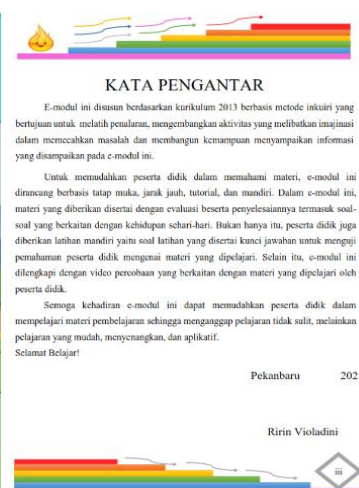 KATA PENGANTAR
E-modul ini disusun berdasarkan kurikulum 2013 berbasis metode inkuiri yang
bertujuan untuk melatih penalaran, mengembangkan aktivitas yang melibatkan imajinasi
dalam memecahkan masalah dan membangun kemampuan menyampaikan informasi
yang disampaikan pada e-modul ini.
Untuk memudahkan peserta didik dalam memahami materi, e-modul ini
dirancang berbasis tatap muka, jarak jauh, tutorial, dan mandiri. Dalam e-modul ini,
materi yang diberikan disertai dengan evaluasi beserta penyelesaiannya termasuk soal-
soal yang berkaitan dengan kehidupan sehari-hari. Bukan hanya itu, peserta didik juga
diberikan latihan mandiri yaitu soal latihan yang disertai kunci jawaban untuk menguji
pemahaman peserta didik mengenai materi yang dipelajari. Selain itu, e-modul ini
dilengkapi dengan video percobaan yang berkaitan dengan materi yang dipelajari oleh
peserta didik.
Semoga kehadiran e-modul ini dapat memudahkan peserta didik dalam
mempelajari materi pembelajaran sehingga menganggap pelajaran tidak sulit, melainkan
pelajaran yang mudah, menyenangkan, dan aplikatif.
Selamat Belajar!
Pekanbaru 202
Ririn Violadini
iii